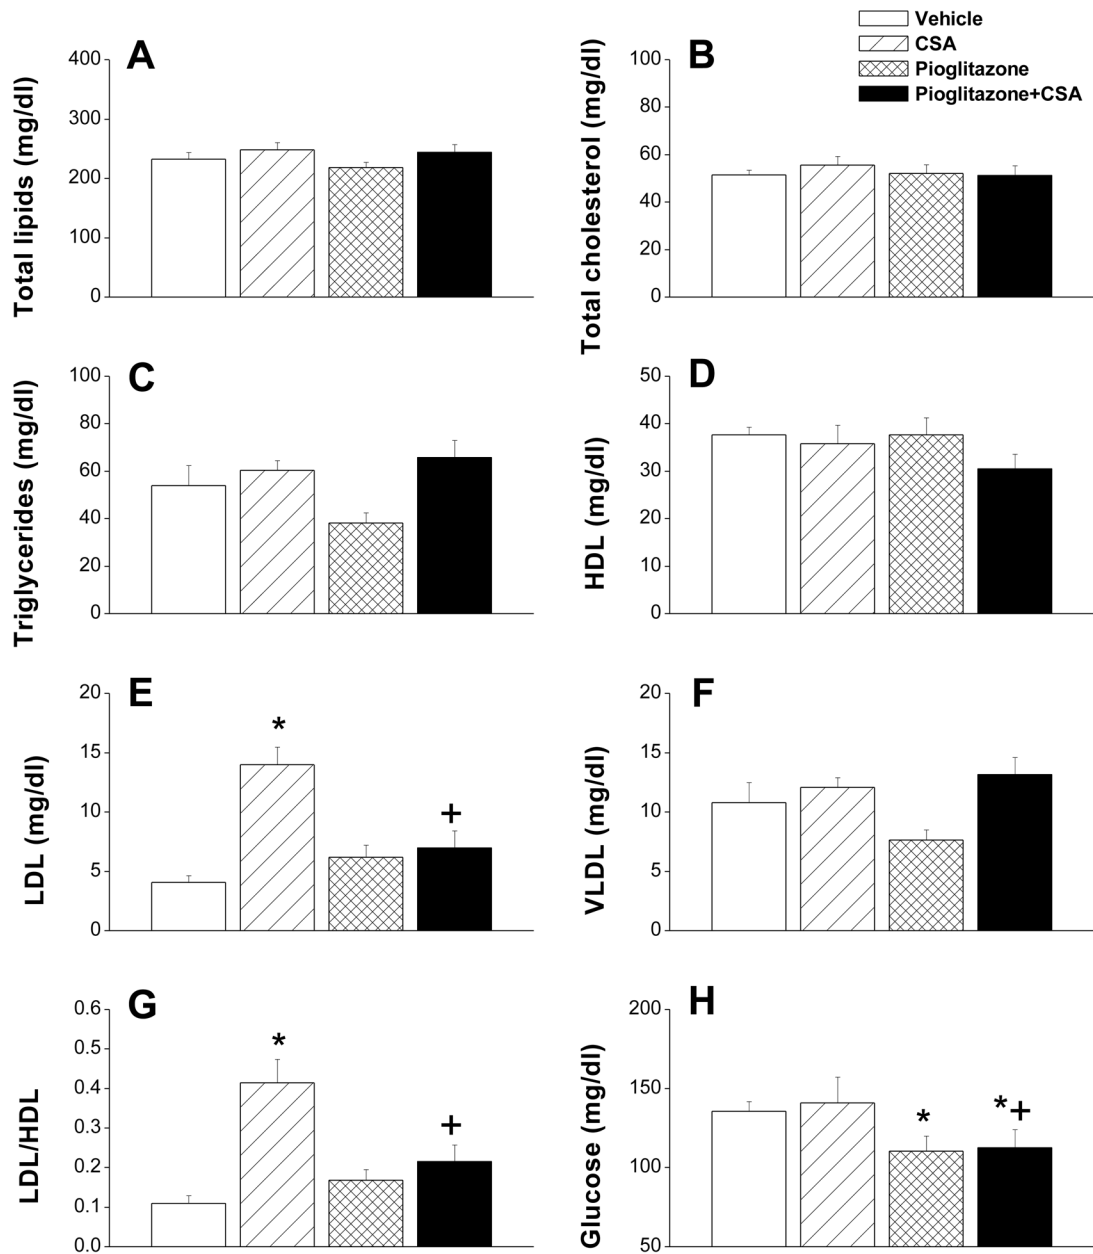 Vehicle
CSA
Pioglitazone
Pioglitazone+CSA
A
Total lipids (mg/dl)
400
300
200
100
0
B
Total cholesterol (mg/dl)
100
80
60
40
20
0
C
Triglycerides (mg/dl)
100
80
60
40
20
0
D
HDL (mg/dl)
50
40
30
20
10
0
E
LDL (mg/dl)
20
15
10
5
0
*
+
F
VLDL (mg/dl)
20
15
10
5
0
G
LDL/HDL
0.6
0.5
0.4
0.3
0.2
0.1
0.0
*
+
H
Glucose (mg/dl)
200
150
100
50
*
*+